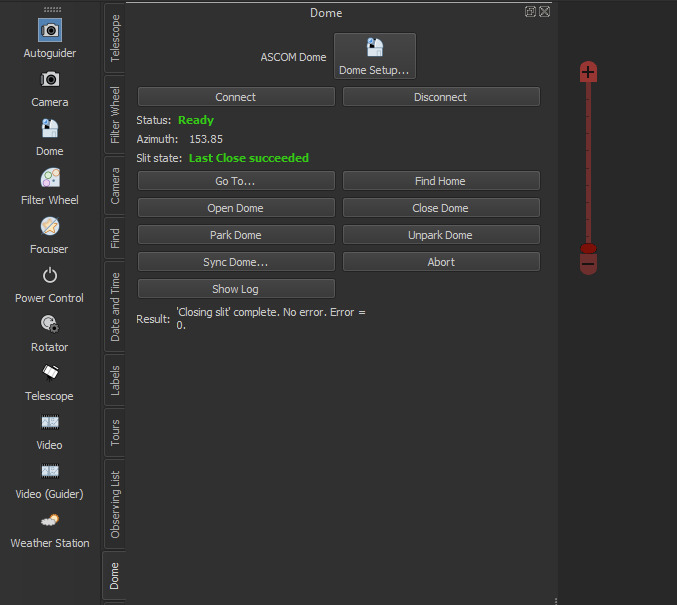 Autoguider
Camera
Dome
Filter Wheel
Focuser
Power Control
Rotator
Telescope
Video
Video (Guider)
Weather Station
Telescope
Filter Wheel
Camera
Find
Date and Time
Labels
Tours
Observing List
Dome
Dome
ASCOM Dome
Dome Setup...
Connect
Disconnect
Status: Ready
Azimuth: 153.85
Slit state: Last Close succeeded
Go To...
Find Home
Open Dome
Close Dome
Park Dome
Unpark Dome
Sync Dome...
Abort
Show Log
Result: 'Closing slit' complete. No error. Error =
0.